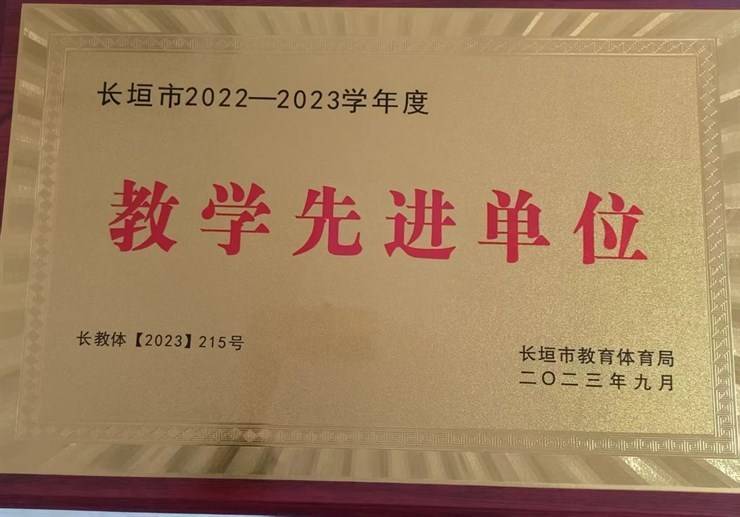 长垣市2022—2023学年度
教学先进单位
长教体【2023】215号
长垣市教育体育局
二〇二三年九月